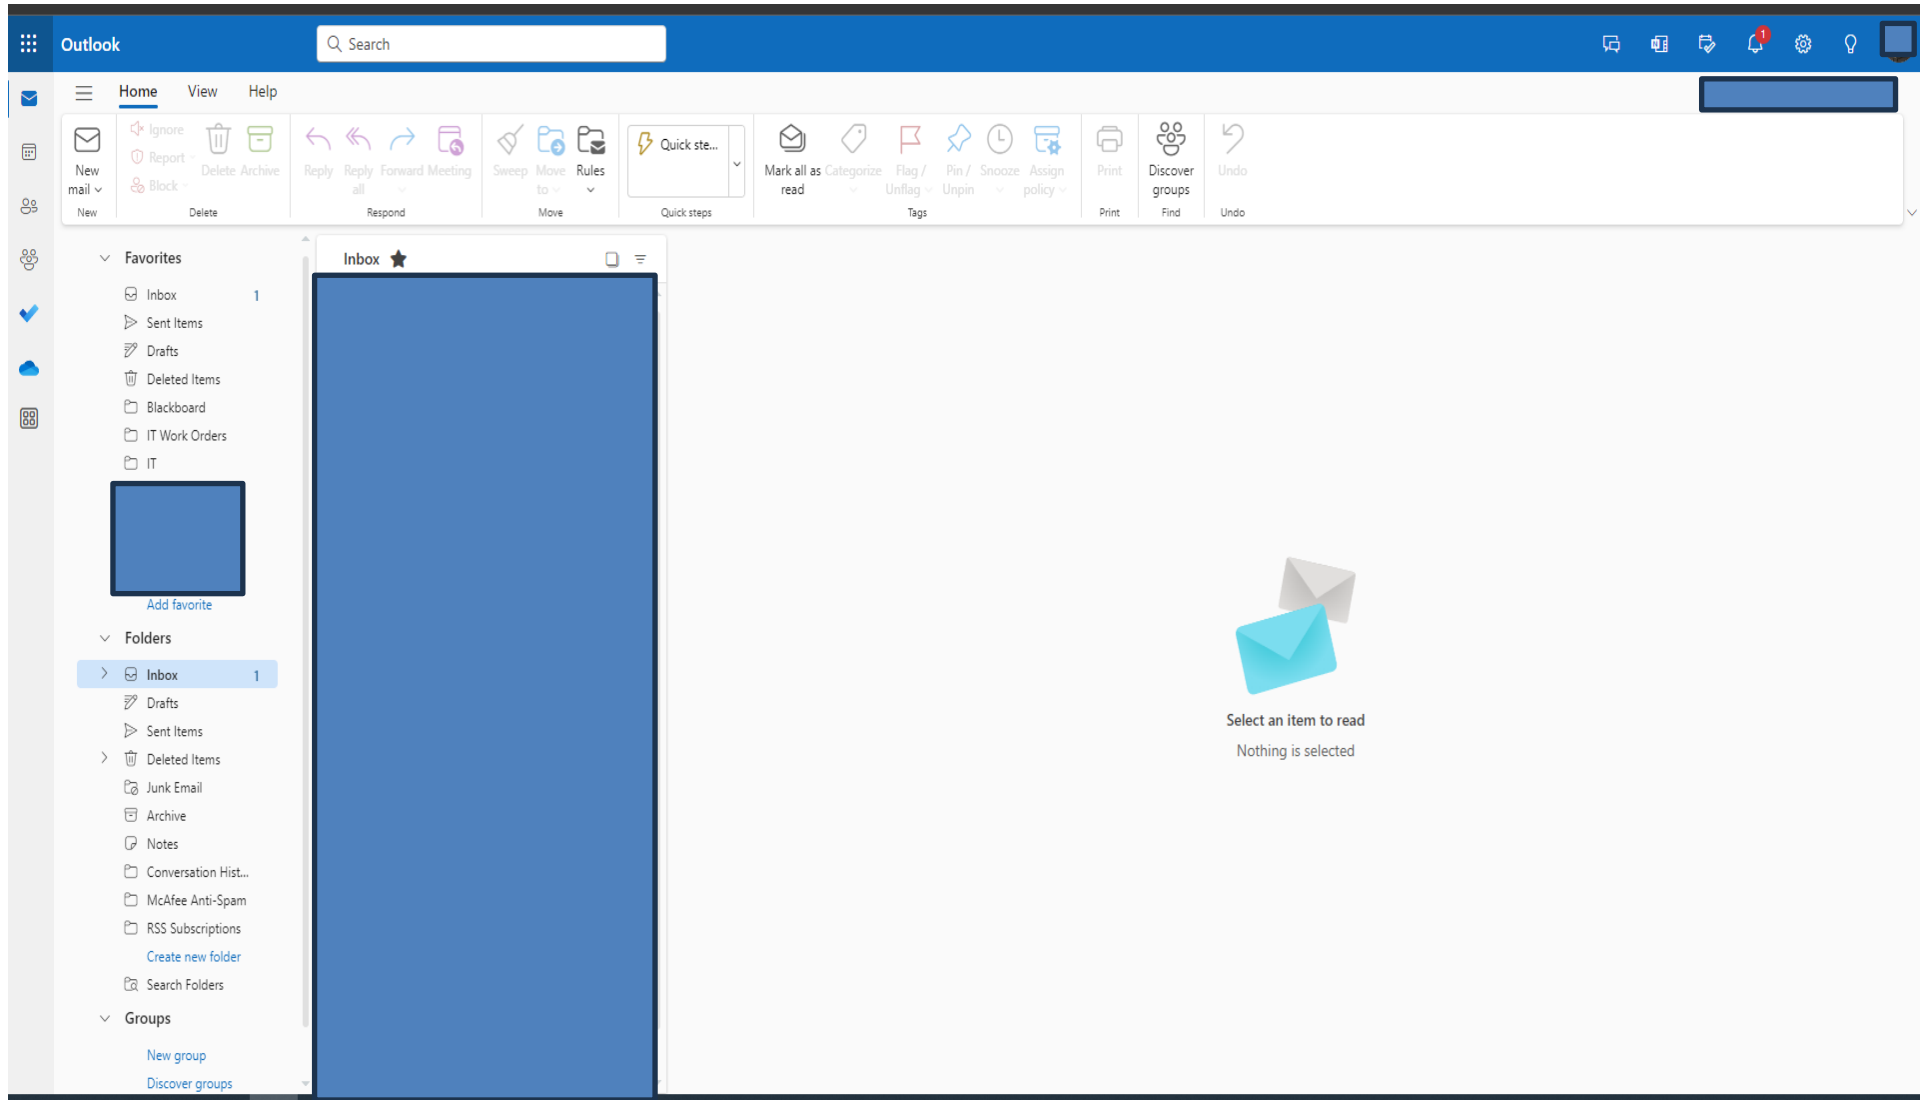 Outlook
Search
1
Home View Help
New mail
Ignore
Report
Block
Delete Archive
Reply Reply all Forward Meeting
Sweep Move to Rules
Quick ste...
Mark all as read Categorize Flag / Unflag Pin / Unpin Snooze Assign policy
Print
Discover groups
Undo
New Delete Respond Move Quick steps Tags Print Find Undo
Favorites
Inbox 1
Sent Items
Drafts
Deleted Items
Blackboard
IT Work Orders
IT
Add favorite
Folders
Inbox 1
Drafts
Sent Items
Deleted Items
Junk Email
Archive
Notes
Conversation Hist...
McAfee Anti-Spam
RSS Subscriptions
Create new folder
Search Folders
Groups
New group
Discover groups
Inbox
Select an item to read
Nothing is selected